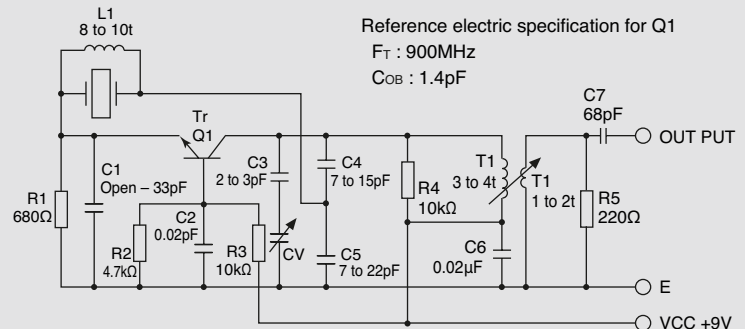 L1
8 to 10t
Reference electric specification for Q1
FT : 900MHz
COB : 1.4pF
Tr
Q1
C7
68pF
OUT PUT
C1
Open – 33pF
R1
680Ω
C3
2 to 3pF
C4
7 to 15pF
R4
10kΩ
T1
3 to 4t
T1
1 to 2t
R5
220Ω
R2
4.7kΩ
C2
0.02pF
R3
10kΩ
CV
C5
7 to 22pF
C6
0.02µF
E
VCC +9V